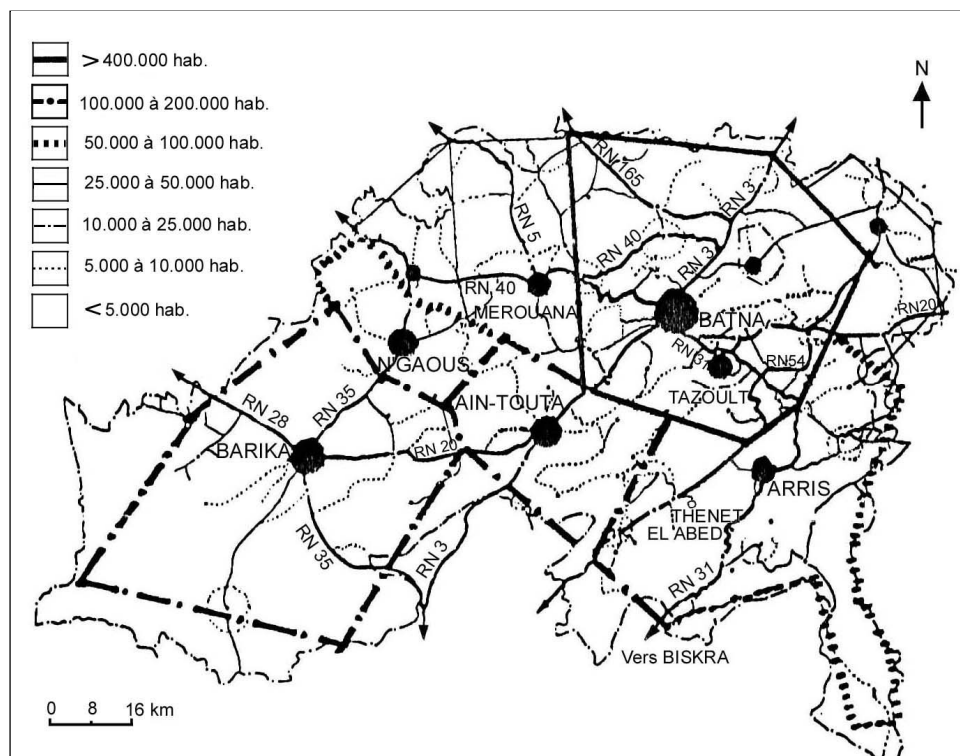 > 400.000 hab.
100.000 à 200.000 hab.
50.000 à 100.000 hab.
25.000 à 50.000 hab.
10.000 à 25.000 hab.
5.000 à 10.000 hab.
< 5.000 hab.
N
RN 165
RN 3
RN 5
RN 40
RN 3
RN 40
MEROUANA
BATNA
RN20
N'GAOUS
RN 31
RN54
TAZOULT
RN 28
RN 35
AIN-TOUTA
BARIKA
RN 20
ARRIS
THENET
EL ABED
RN 35
RN 3
RN 31
Vers BISKRA
0 8 16 km